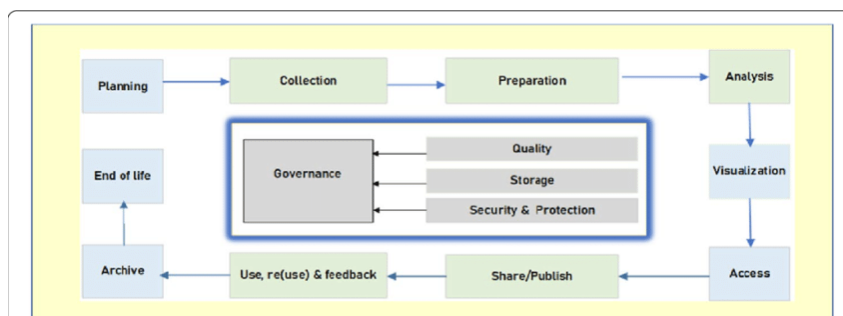 Planning
Collection
Preparation
Analysis
Quality
Governance
Storage
Security & Protection
End of life
Visualization
Archive
Use, re(use) & feedback
Share/Publish
Access